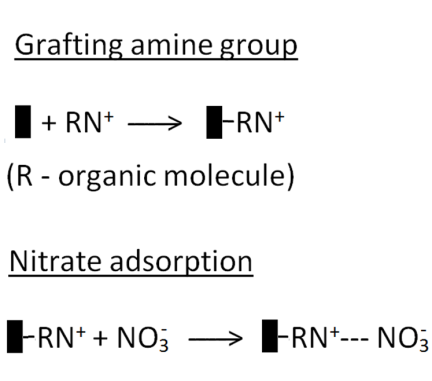 Grafting amine group
+ RN⁺ ⟶ -RN⁺
(R - organic molecule)
Nitrate adsorption
-RN⁺ + NO₃⁻ ⟶ -RN⁺--- NO₃⁻